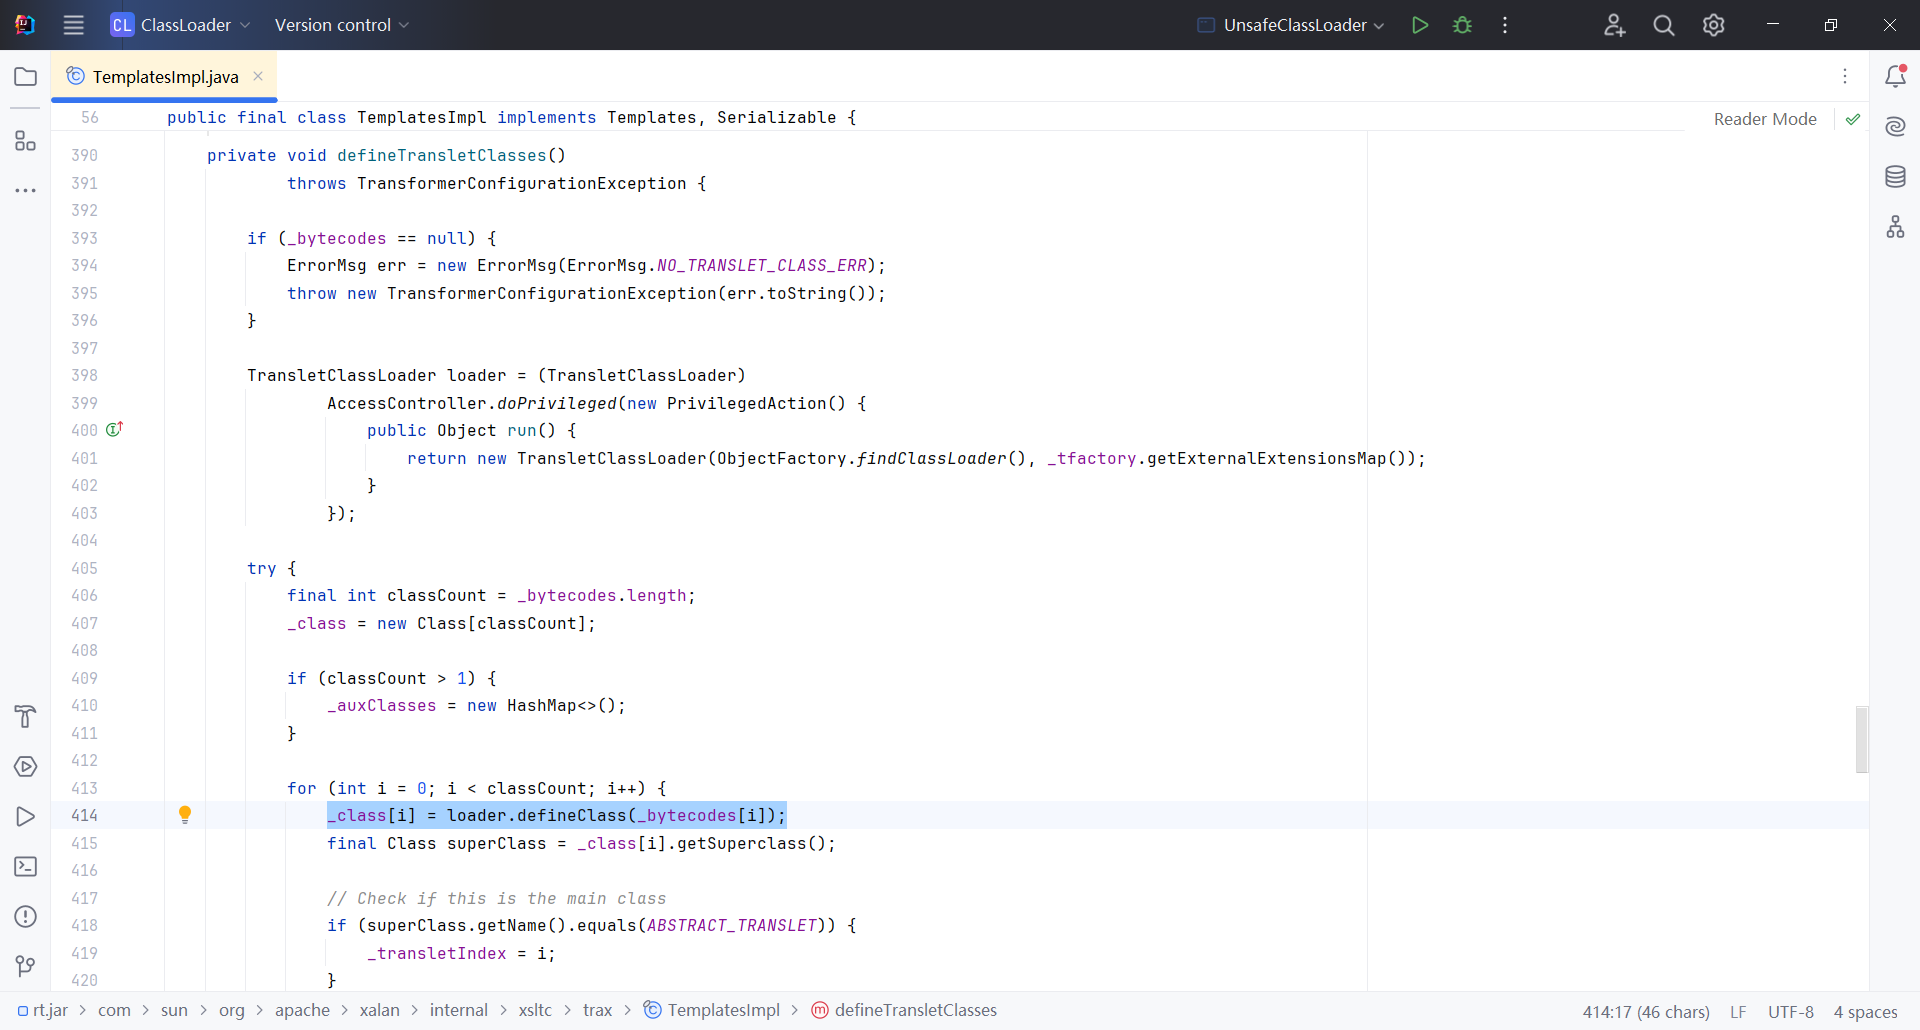 CL ClassLoader Version control UnsafeClassLoader
TemplatesImpl.java
56 public final class TemplatesImpl implements Templates, Serializable { Reader Mode
390 private void defineTransletClasses()
391 throws TransformerConfigurationException {
392
393 if (_bytecodes == null) {
394 ErrorMsg err = new ErrorMsg(ErrorMsg.NO_TRANSLET_CLASS_ERR);
395 throw new TransformerConfigurationException(err.toString());
396 }
397
398 TransletClassLoader loader = (TransletClassLoader)
399 AccessController.doPrivileged(new PrivilegedAction() {
400 public Object run() {
401 return new TransletClassLoader(ObjectFactory.findClassLoader(), _tfactory.getExternalExtensionsMap());
402 }
403 });
404
405 try {
406 final int classCount = _bytecodes.length;
407 _class = new Class[classCount];
408
409 if (classCount > 1) {
410 _auxClasses = new HashMap<>();
411 }
412
413 for (int i = 0; i < classCount; i++) {
414 _class[i] = loader.defineClass(_bytecodes[i]);
415 final Class superClass = _class[i].getSuperclass();
416
417 // Check if this is the main class
418 if (superClass.getName().equals(ABSTRACT_TRANSLET)) {
419 _transletIndex = i;
420 }
rt.jar > com > sun > org > apache > xalan > internal > xsltc > trax > TemplatesImpl > defineTransletClasses 414:17 (46 chars) LF UTF-8 4 spaces